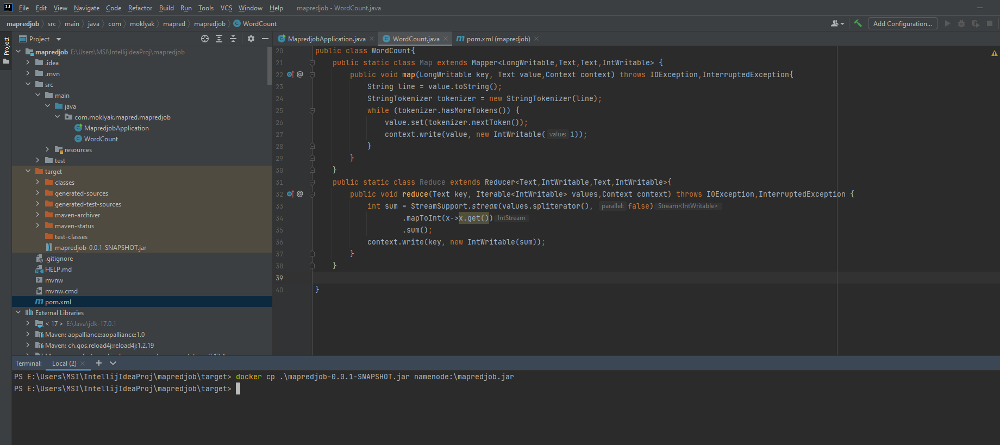 File Edit View Navigate Code Refactor Build Run Tools VCS Window Help mapredjob - WordCount.java
mapredjob src main java com moklyak mapred mapredjob WordCount Add Configuration...
Project
Project
MapredjobApplication.java WordCount.java pom.xml (mapredjob)
mapredjob E:\Users\MSI\IntellijIdeaProj\mapredjob
.idea
.mvn
src
main
java
com.moklyak.mapred.mapredjob
MapredjobApplication
WordCount
resources
test
target
classes
generated-sources
generated-test-sources
maven-archiver
maven-status
test-classes
mapredjob-0.0.1-SNAPSHOT.jar
.gitignore
HELP.md
mvnw
mvnw.cmd
pom.xml
External Libraries
< 17 > E:\Java\jdk-17.0.1
Maven: aopalliance:aopalliance:1.0
Maven: ch.qos.reload4j:reload4j:1.2.19
20 public class WordCount{
21 public static class Map extends Mapper<LongWritable,Text,Text,IntWritable> {
22 public void map(LongWritable key, Text value,Context context) throws IOException,InterruptedException{
23 String line = value.toString();
24 StringTokenizer tokenizer = new StringTokenizer(line);
25 while (tokenizer.hasMoreTokens()) {
26 value.set(tokenizer.nextToken());
27 context.write(value, new IntWritable( value: 1));
28 }
29 }
30 }
31 public static class Reduce extends Reducer<Text,IntWritable,Text,IntWritable>{
32 public void reduce(Text key, Iterable<IntWritable> values,Context context) throws IOException,InterruptedException {
33 int sum = StreamSupport.stream(values.spliterator(), parallel: false) Stream<IntWritable>
34 .mapToInt(x->x.get()) IntStream
35 .sum();
36 context.write(key, new IntWritable(sum));
37 }
38 }
39
40 }
Terminal: Local (2)
PS E:\Users\MSI\IntellijIdeaProj\mapredjob\target> docker cp .\mapredjob-0.0.1-SNAPSHOT.jar namenode:\mapredjob.jar
PS E:\Users\MSI\IntellijIdeaProj\mapredjob\target>